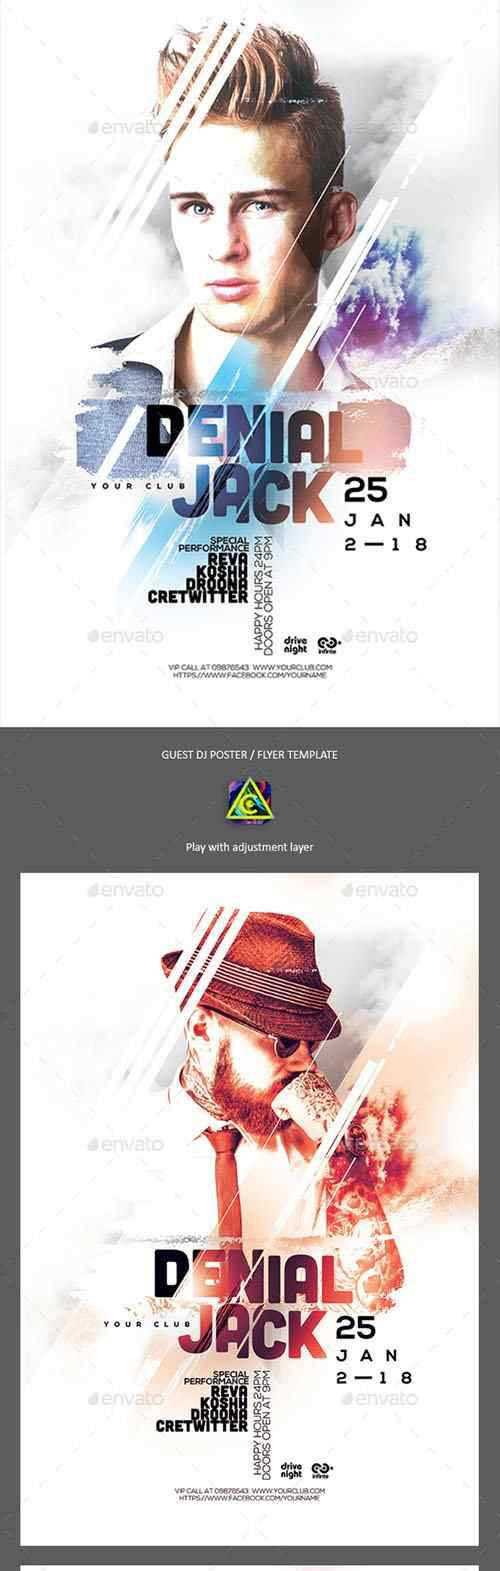 envato
envato
envato
envato
DENIAL
JACK
YOUR CLUB
25
JAN
2—18
SPECIAL
PERFORMANCE
REVA
KOSHH
DROONA
CRETWITTER
HAPPY HOURS 24PM
DOORS OPEN AT 9PM
drive
night
infinite
envato
envato
VIP CALL AT 09876543 WWW.YOURCLUB.COM
HTTPS://WWW.FACEBOOK.COM/YOURNAME
GUEST DJ POSTER / FLYER TEMPLATE
Play with adjustment layer
envato
envato
envato
envato
DENIAL
JACK
YOUR CLUB
25
JAN
2—18
SPECIAL
PERFORMANCE
REVA
KOSHH
DROONA
CRETWITTER
HAPPY HOURS 24PM
DOORS OPEN AT 9PM
envato
envato
drive
night
infinite
VIP CALL AT 09876543 WWW.YOURCLUB.COM
HTTPS://WWW.FACEBOOK.COM/YOURNAME